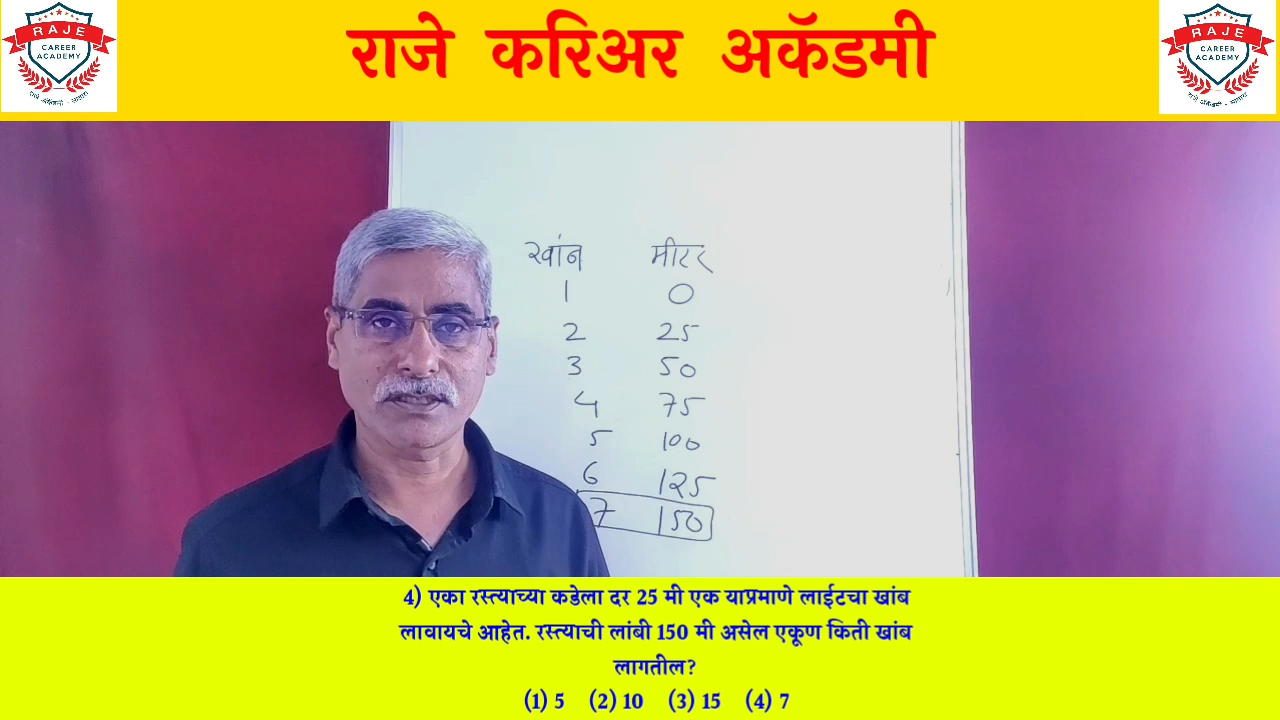 RAJE
CAREER
ACADEMY
राजे करिअर अकॅडमी
RAJE
CAREER
ACADEMY
खांन मीटर
1 0
2 25
3 50
4 75
5 100
6 125
7 150
4) एका रस्त्याच्या कडेला दर 25 मी एक याप्रमाणे लाईटचा खांब
लावायचे आहेत. रस्त्याची लांबी 150 मी असेल एकूण किती खांब
लागतील?
(1) 5 (2) 10 (3) 15 (4) 7